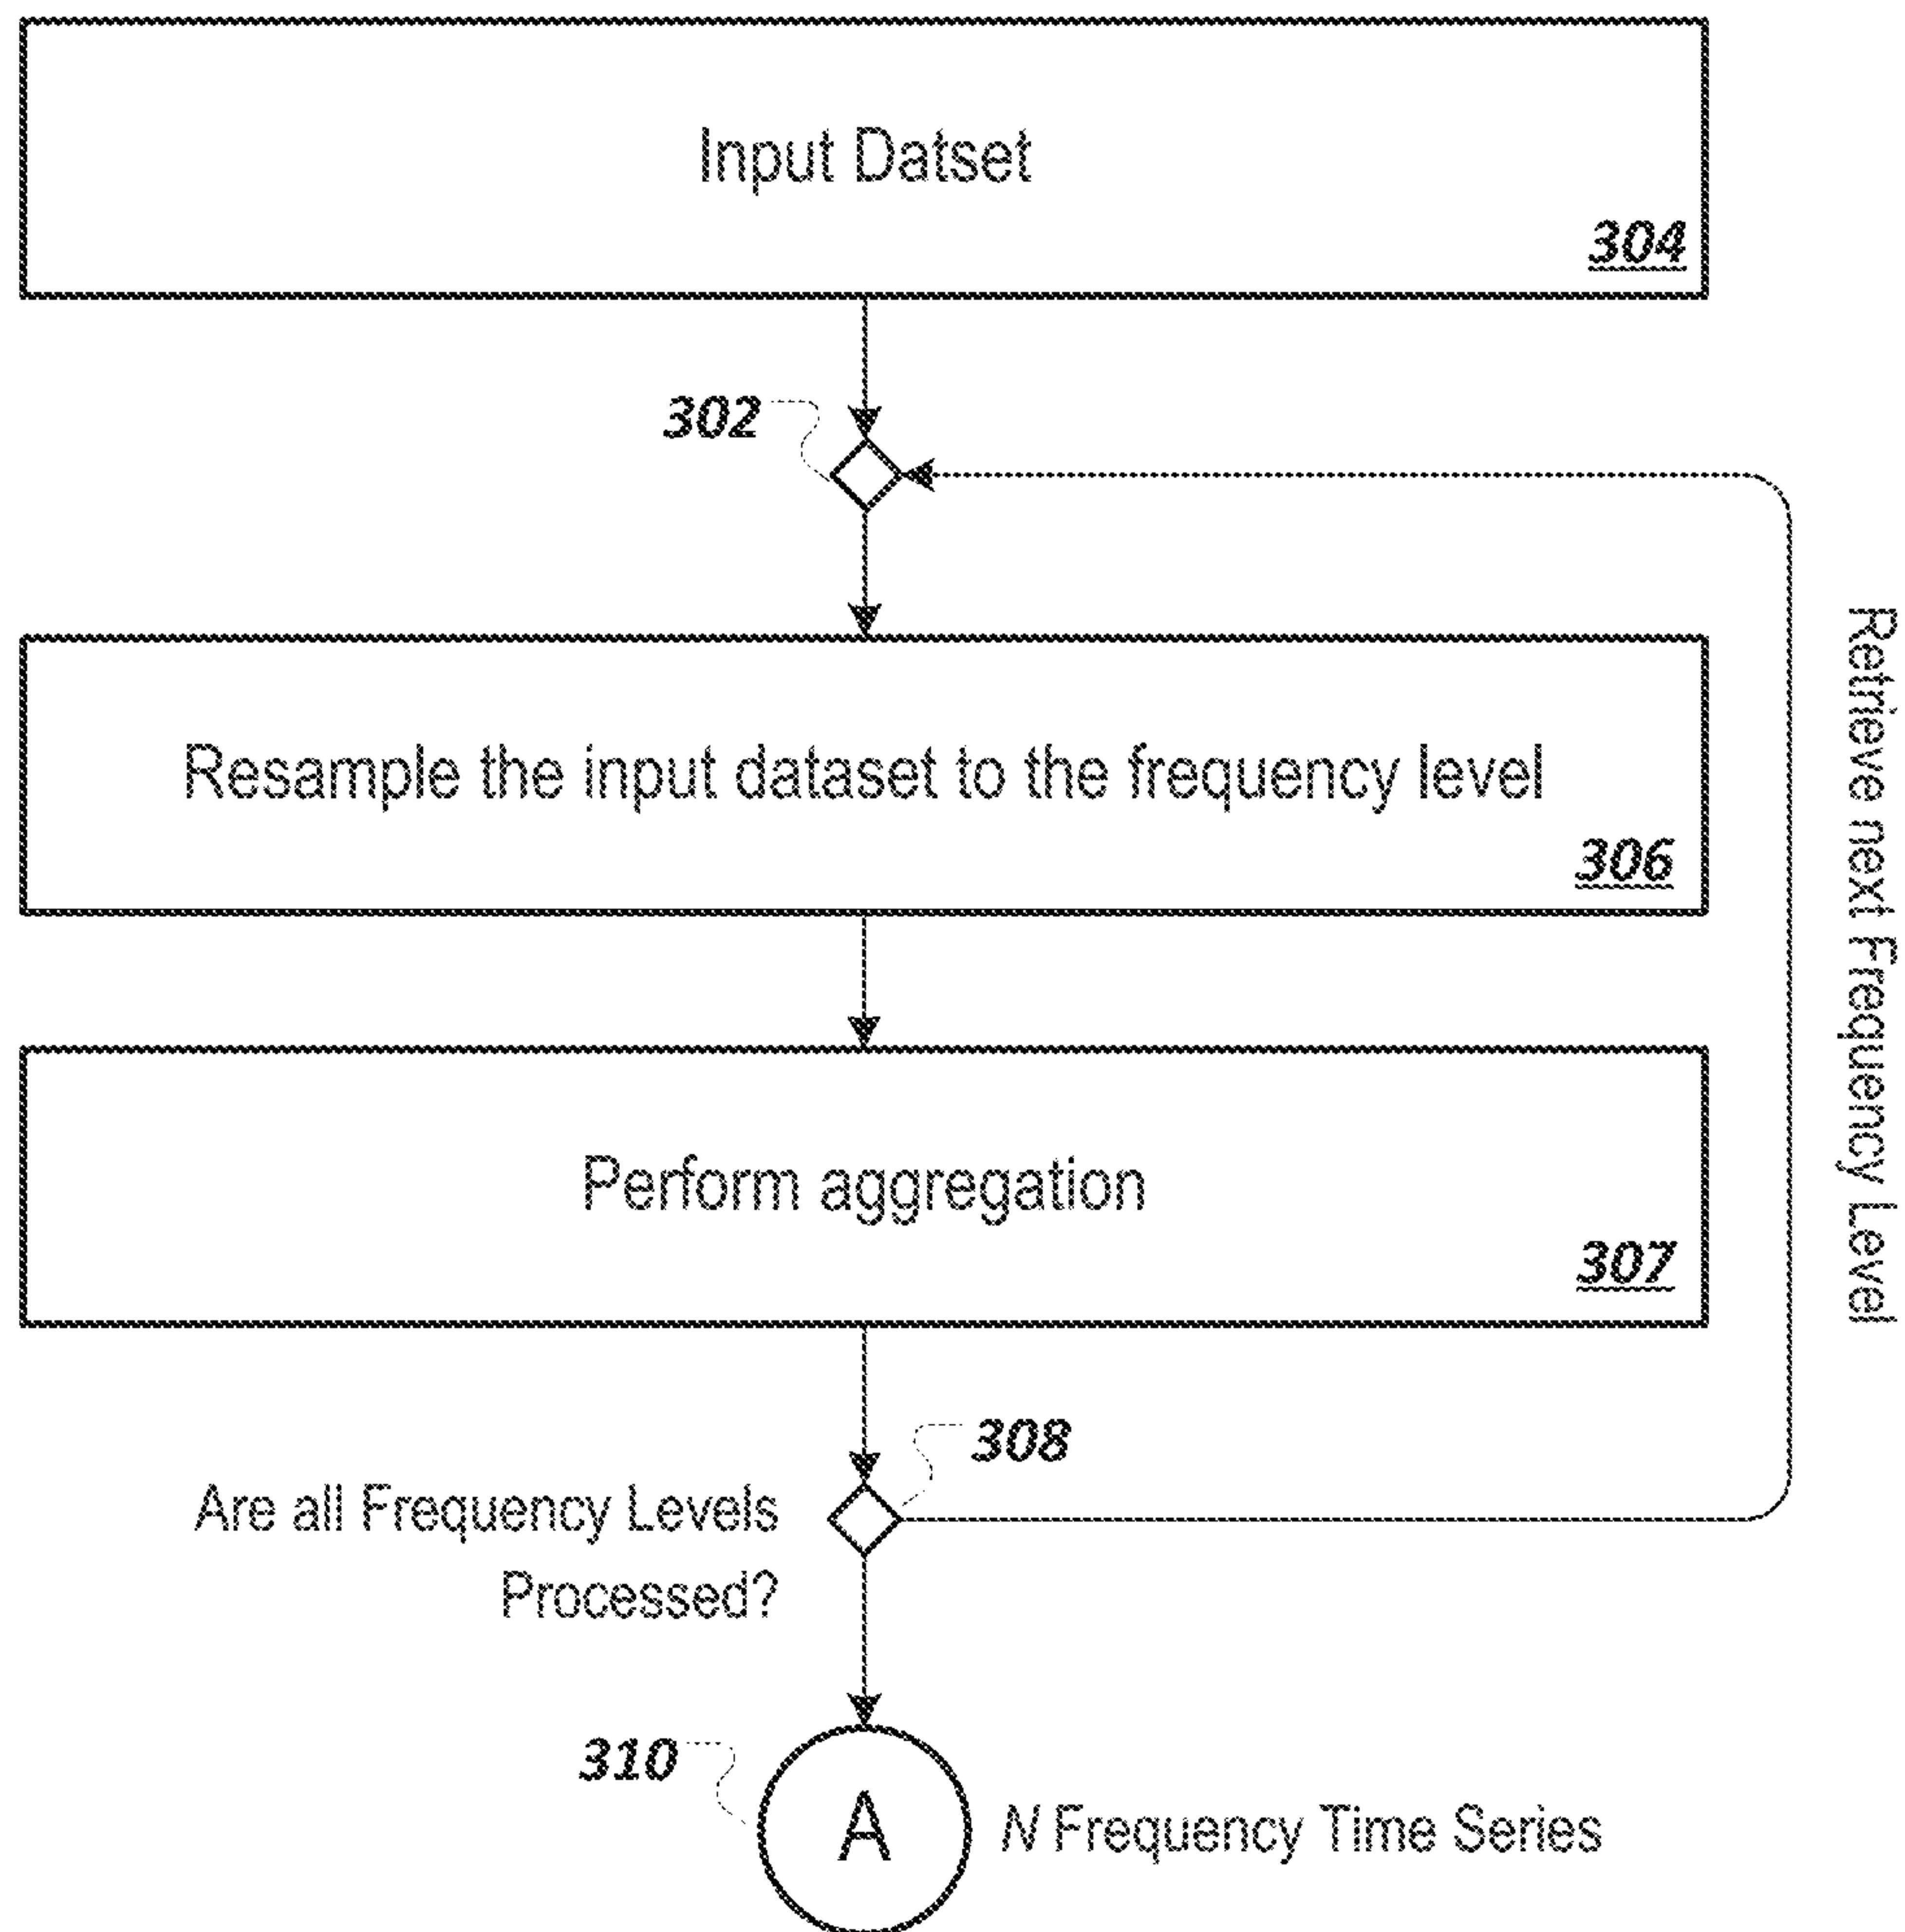 Input Datset
304
302
Resample the input dataset to the frequency level
306
Retrieve next Frequency Level
Perform aggregation
307
308
Are all Frequency Levels
Processed?
310
A
N Frequency Time Series